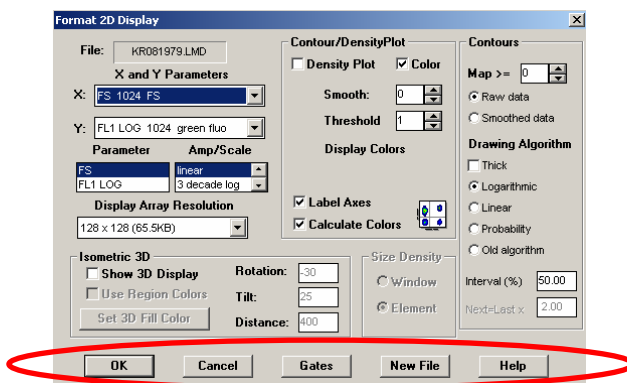 Format 2D Display
File: KR081979.LMD
X and Y Parameters
X: FS 1024 FS
Y: FL1 LOG 1024 green fluo
Parameter Amp/Scale
FS linear
FL1 LOG 3 decade log
Display Array Resolution
128 x 128 (65.5KB)
Contour/DensityPlot
Density Plot Color
Smooth: 0
Threshold 1
Display Colors
Label Axes
Calculate Colors
Contours
Map >= 0
Raw data
Smoothed data
Drawing Algorithm
Thick
Logarithmic
Linear
Probability
Old algorithm
Interval (%) 50.00
Next=Last x 2.00
Isometric 3D
Show 3D Display
Use Region Colors
Set 3D Fill Color
Rotation: -30
Tilt: 25
Distance: 400
Size Density
Window
Element
OK Cancel Gates New File Help